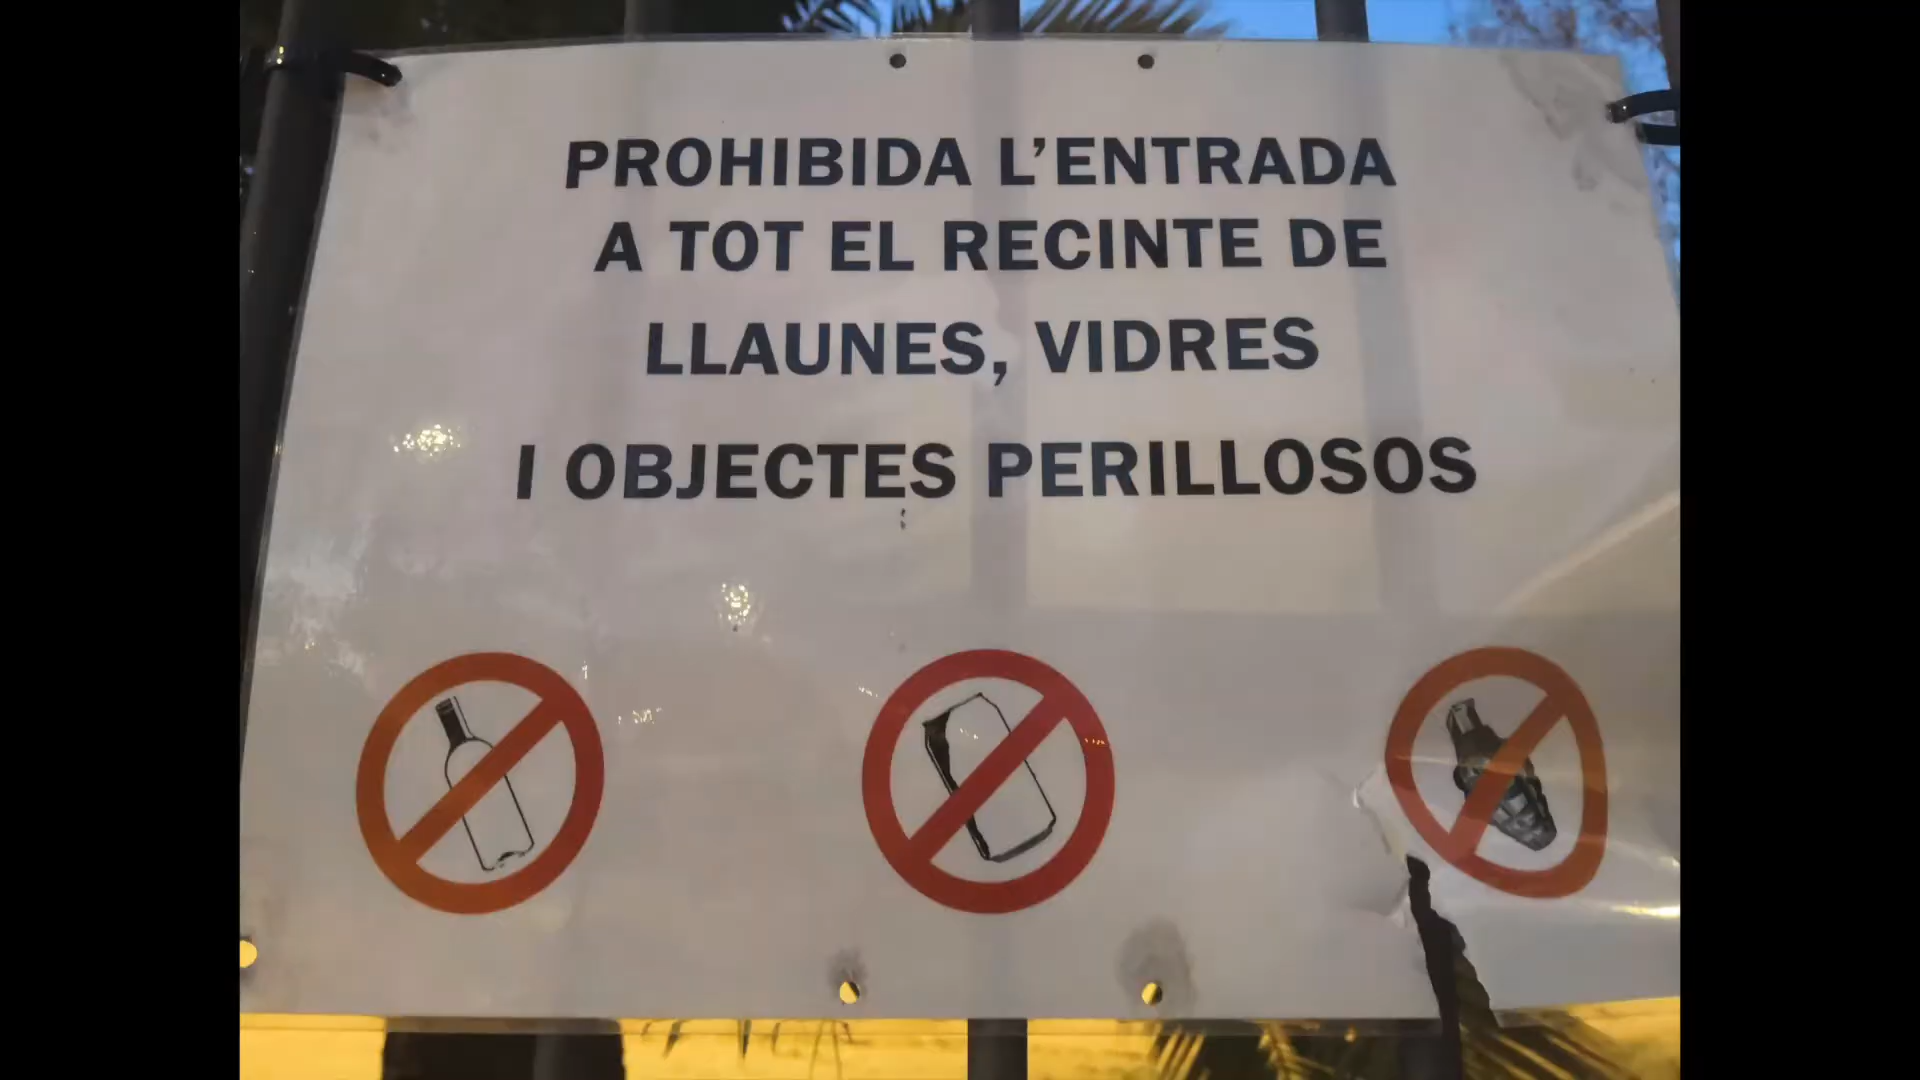 PROHIBIDA L'ENTRADA
A TOT EL RECINTE DE
LLAUNES, VIDRES
I OBJECTES PERILLOSOS